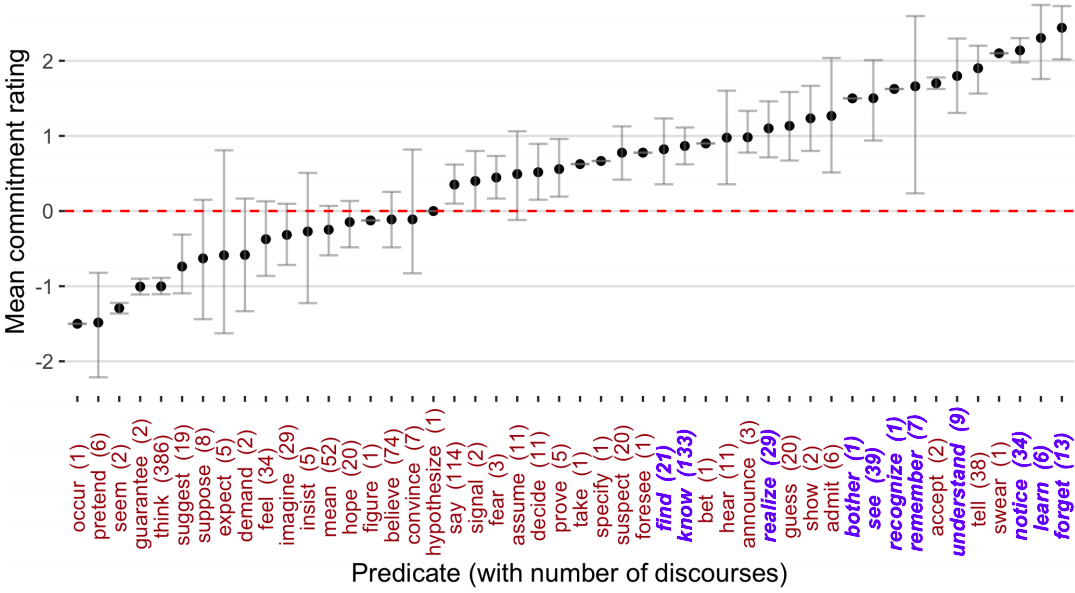 Mean commitment rating
2
1
0
-1
-2
occur (1)
pretend (6)
seem (2)
guarantee (2)
think (386)
suggest (19)
suppose (8)
expect (5)
demand (2)
feel (34)
imagine (29)
insist (5)
mean (52)
hope (20)
figure (1)
believe (74)
convince (7)
hypothesize (1)
say (114)
signal (2)
fear (3)
assume (11)
decide (11)
prove (5)
take (1)
specify (1)
suspect (20)
foresee (1)
find (21)
know (133)
bet (1)
hear (11)
announce (3)
realize (29)
guess (20)
show (2)
admit (6)
bother (1)
see (39)
recognize (1)
remember (7)
accept (2)
understand (9)
tell (38)
swear (1)
notice (34)
learn (6)
forget (13)
Predicate (with number of discourses)